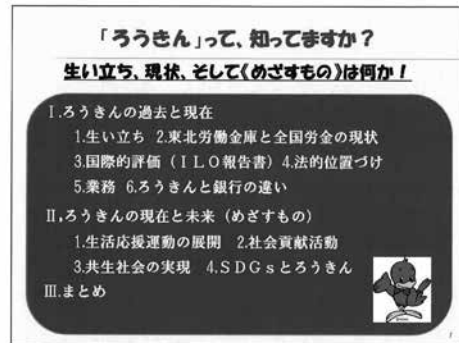 「ろうきん」って、知ってますか？
生い立ち、現状、そして《めざすもの》は何か！
Ⅰ.ろうきんの過去と現在
1.生い立ち 2.東北労働金庫と全国労金の現状
3.国際的評価（ＩＬＯ報告書）4.法的位置づけ
5.業務 6.ろうきんと銀行の違い
Ⅱ.ろうきんの現在と未来（めざすもの）
1.生活応援運動の展開 2.社会貢献活動
3.共生社会の実現 4.ＳＤＧｓとろうきん
Ⅲ.まとめ
1